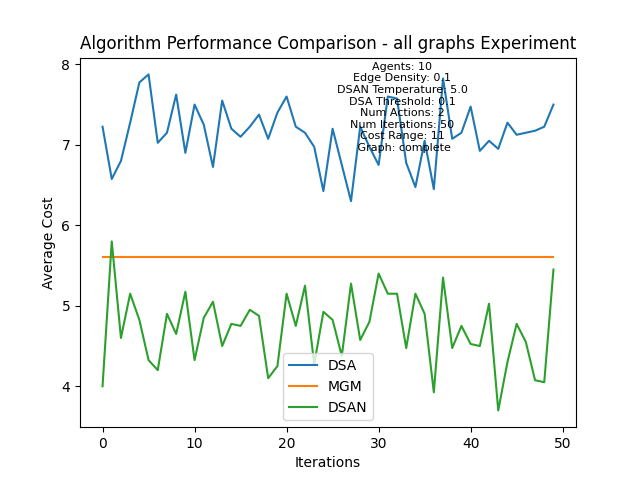 Algorithm Performance Comparison - all graphs Experiment
Agents: 10
Edge Density: 0.1
DSAN Temperature: 5.0
DSA Threshold: 0.1
Num Actions: 2
Num Iterations: 50
Cost Range: 11
Graph: complete
8
7
6
5
4
Average Cost
DSA
MGM
DSAN
0
10
20
30
40
50
Iterations